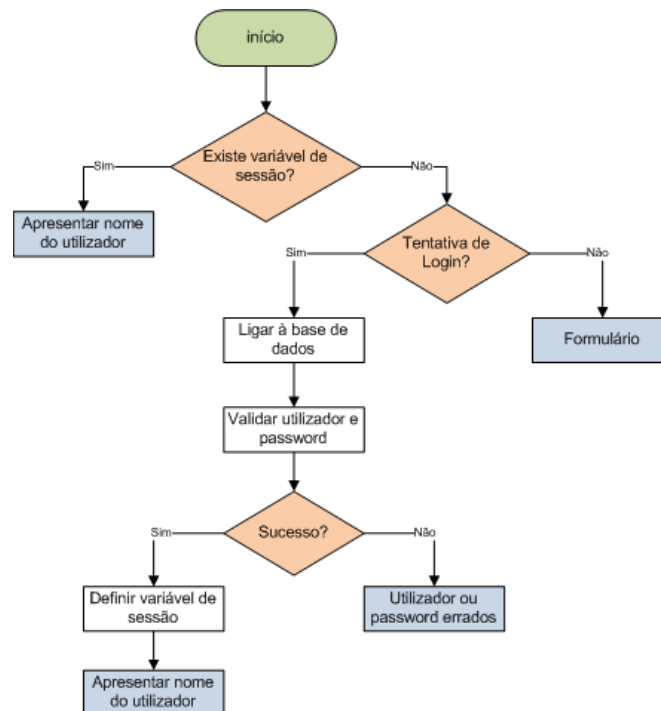 início
Existe variável de
sessão?
Sim
Não
Apresentar nome
do utilizador
Tentativa de
Login?
Sim
Não
Ligar à base de
dados
Formulário
Validar utilizador e
password
Sucesso?
Sim
Não
Definir variável de
sessão
Utilizador ou
password errados
Apresentar nome
do utilizador